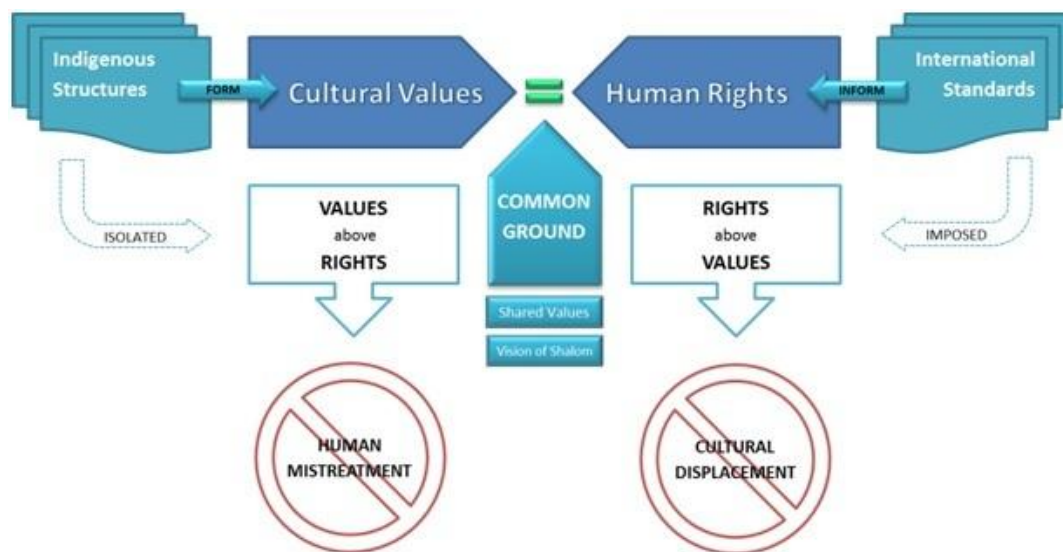 Indigenous
Structures
FORM
Cultural Values
=
Human Rights
INFORM
International
Standards
ISOLATED
VALUES
above
RIGHTS
COMMON
GROUND
RIGHTS
above
VALUES
IMPOSED
Shared Values
Vision of Shalom
HUMAN
MISTREATMENT
CULTURAL
DISPLACEMENT